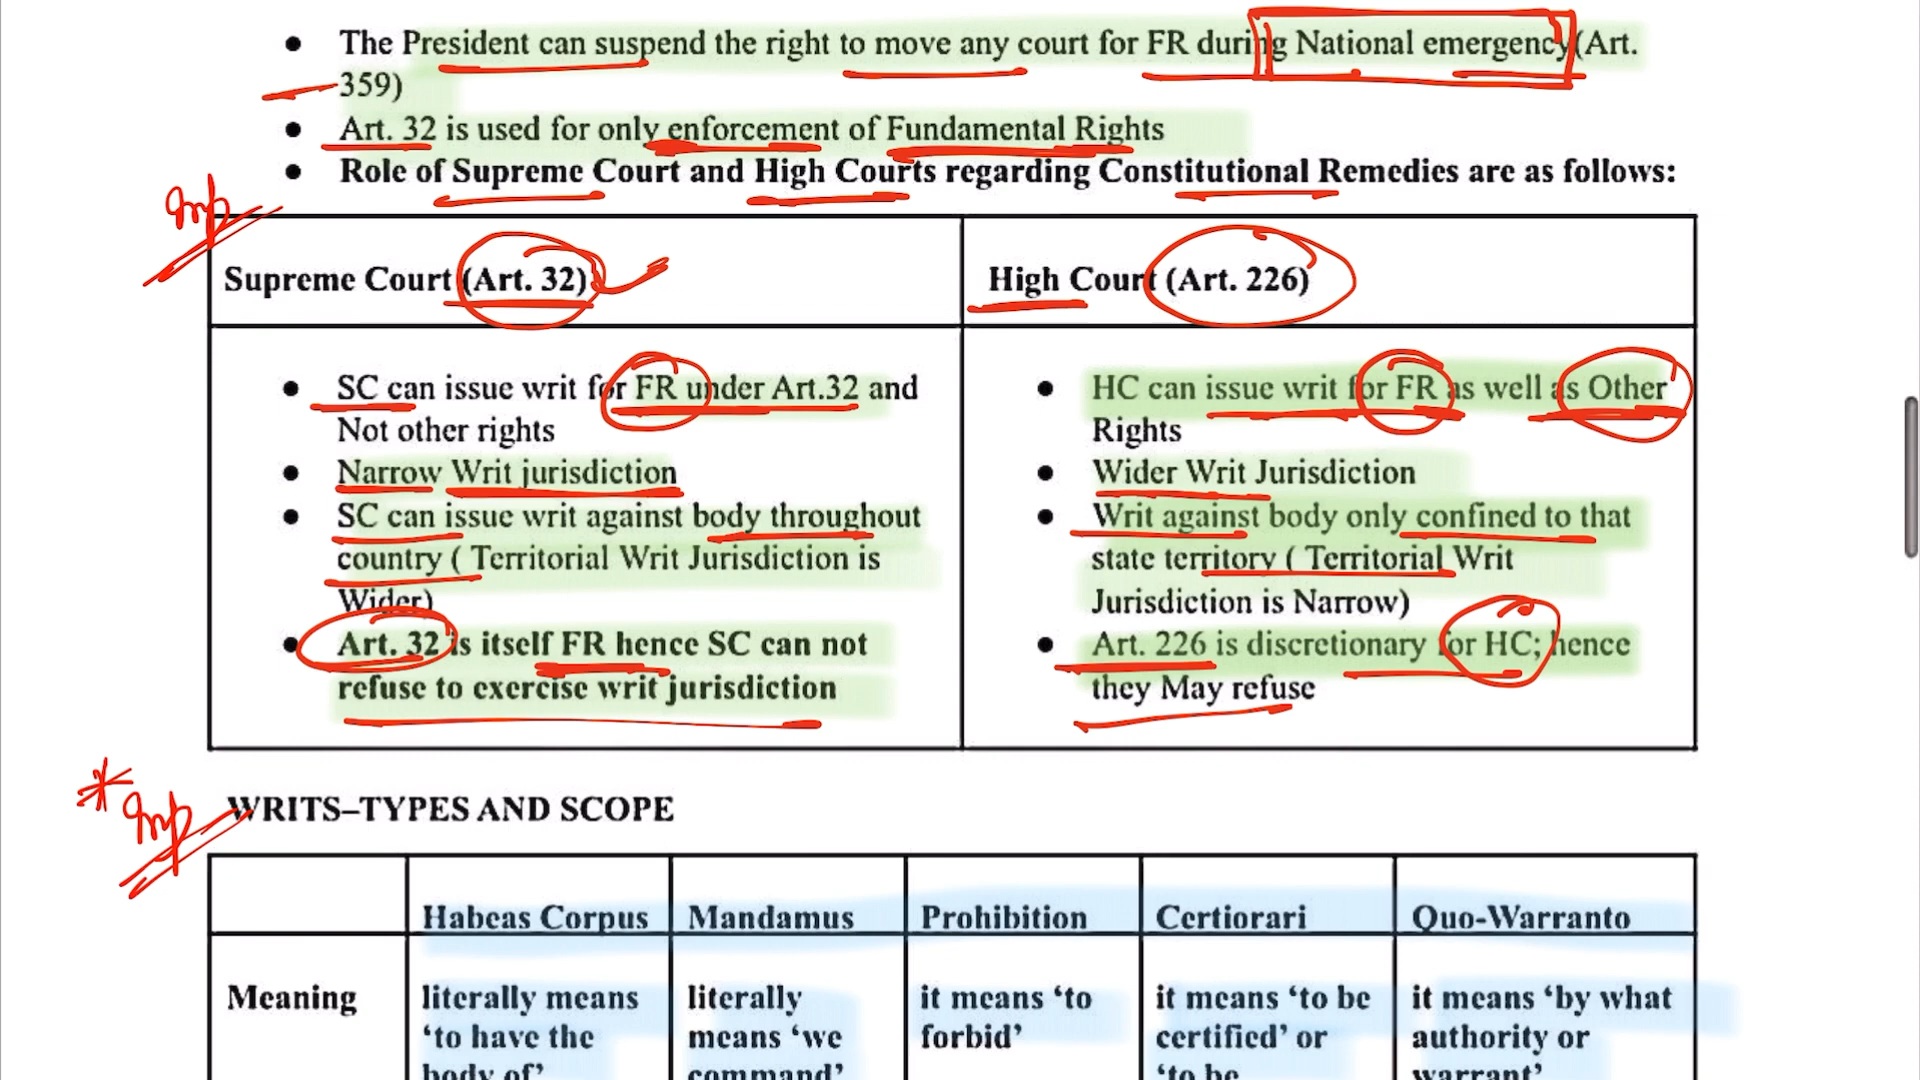 ● The President can suspend the right to move any court for FR during National emergency(Art.
359)
● Art. 32 is used for only enforcement of Fundamental Rights
● Role of Supreme Court and High Courts regarding Constitutional Remedies are as follows:
Imp
Supreme Court (Art. 32)
High Court (Art. 226)
● SC can issue writ for FR under Art.32 and
Not other rights
● Narrow Writ jurisdiction
● SC can issue writ against body throughout
country ( Territorial Writ Jurisdiction is
Wider)
● Art. 32 is itself FR hence SC can not
refuse to exercise writ jurisdiction
● HC can issue writ for FR as well as Other
Rights
● Wider Writ Jurisdiction
● Writ against body only confined to that
state territory ( Territorial Writ
Jurisdiction is Narrow)
● Art. 226 is discretionary for HC; hence
they May refuse
* Imp
WRITS–TYPES AND SCOPE
Habeas Corpus
Mandamus
Prohibition
Certiorari
Quo-Warranto
Meaning
literally means
‘to have the
body of’
literally
means ‘we
command’
it means ‘to
forbid’
it means ‘to be
certified’ or
‘to be
it means ‘by what
authority or
warrant’